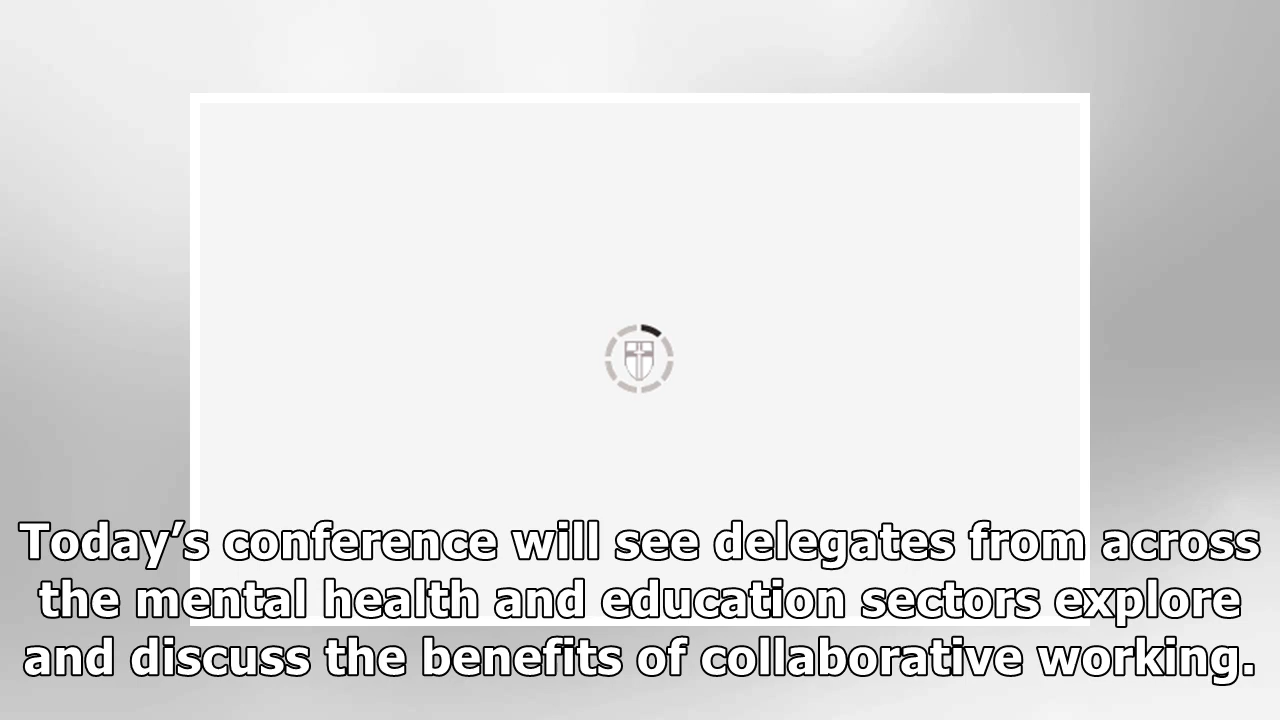 Today’s conference will see delegates from across
the mental health and education sectors explore
and discuss the benefits of collaborative working.